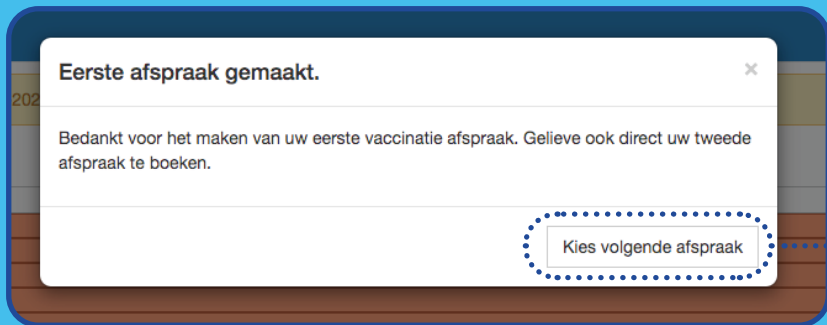 Eerste afspraak gemaakt.
×
202
Bedankt voor het maken van uw eerste vaccinatie afspraak. Gelieve ook direct uw tweede
afspraak te boeken.
Kies volgende afspraak